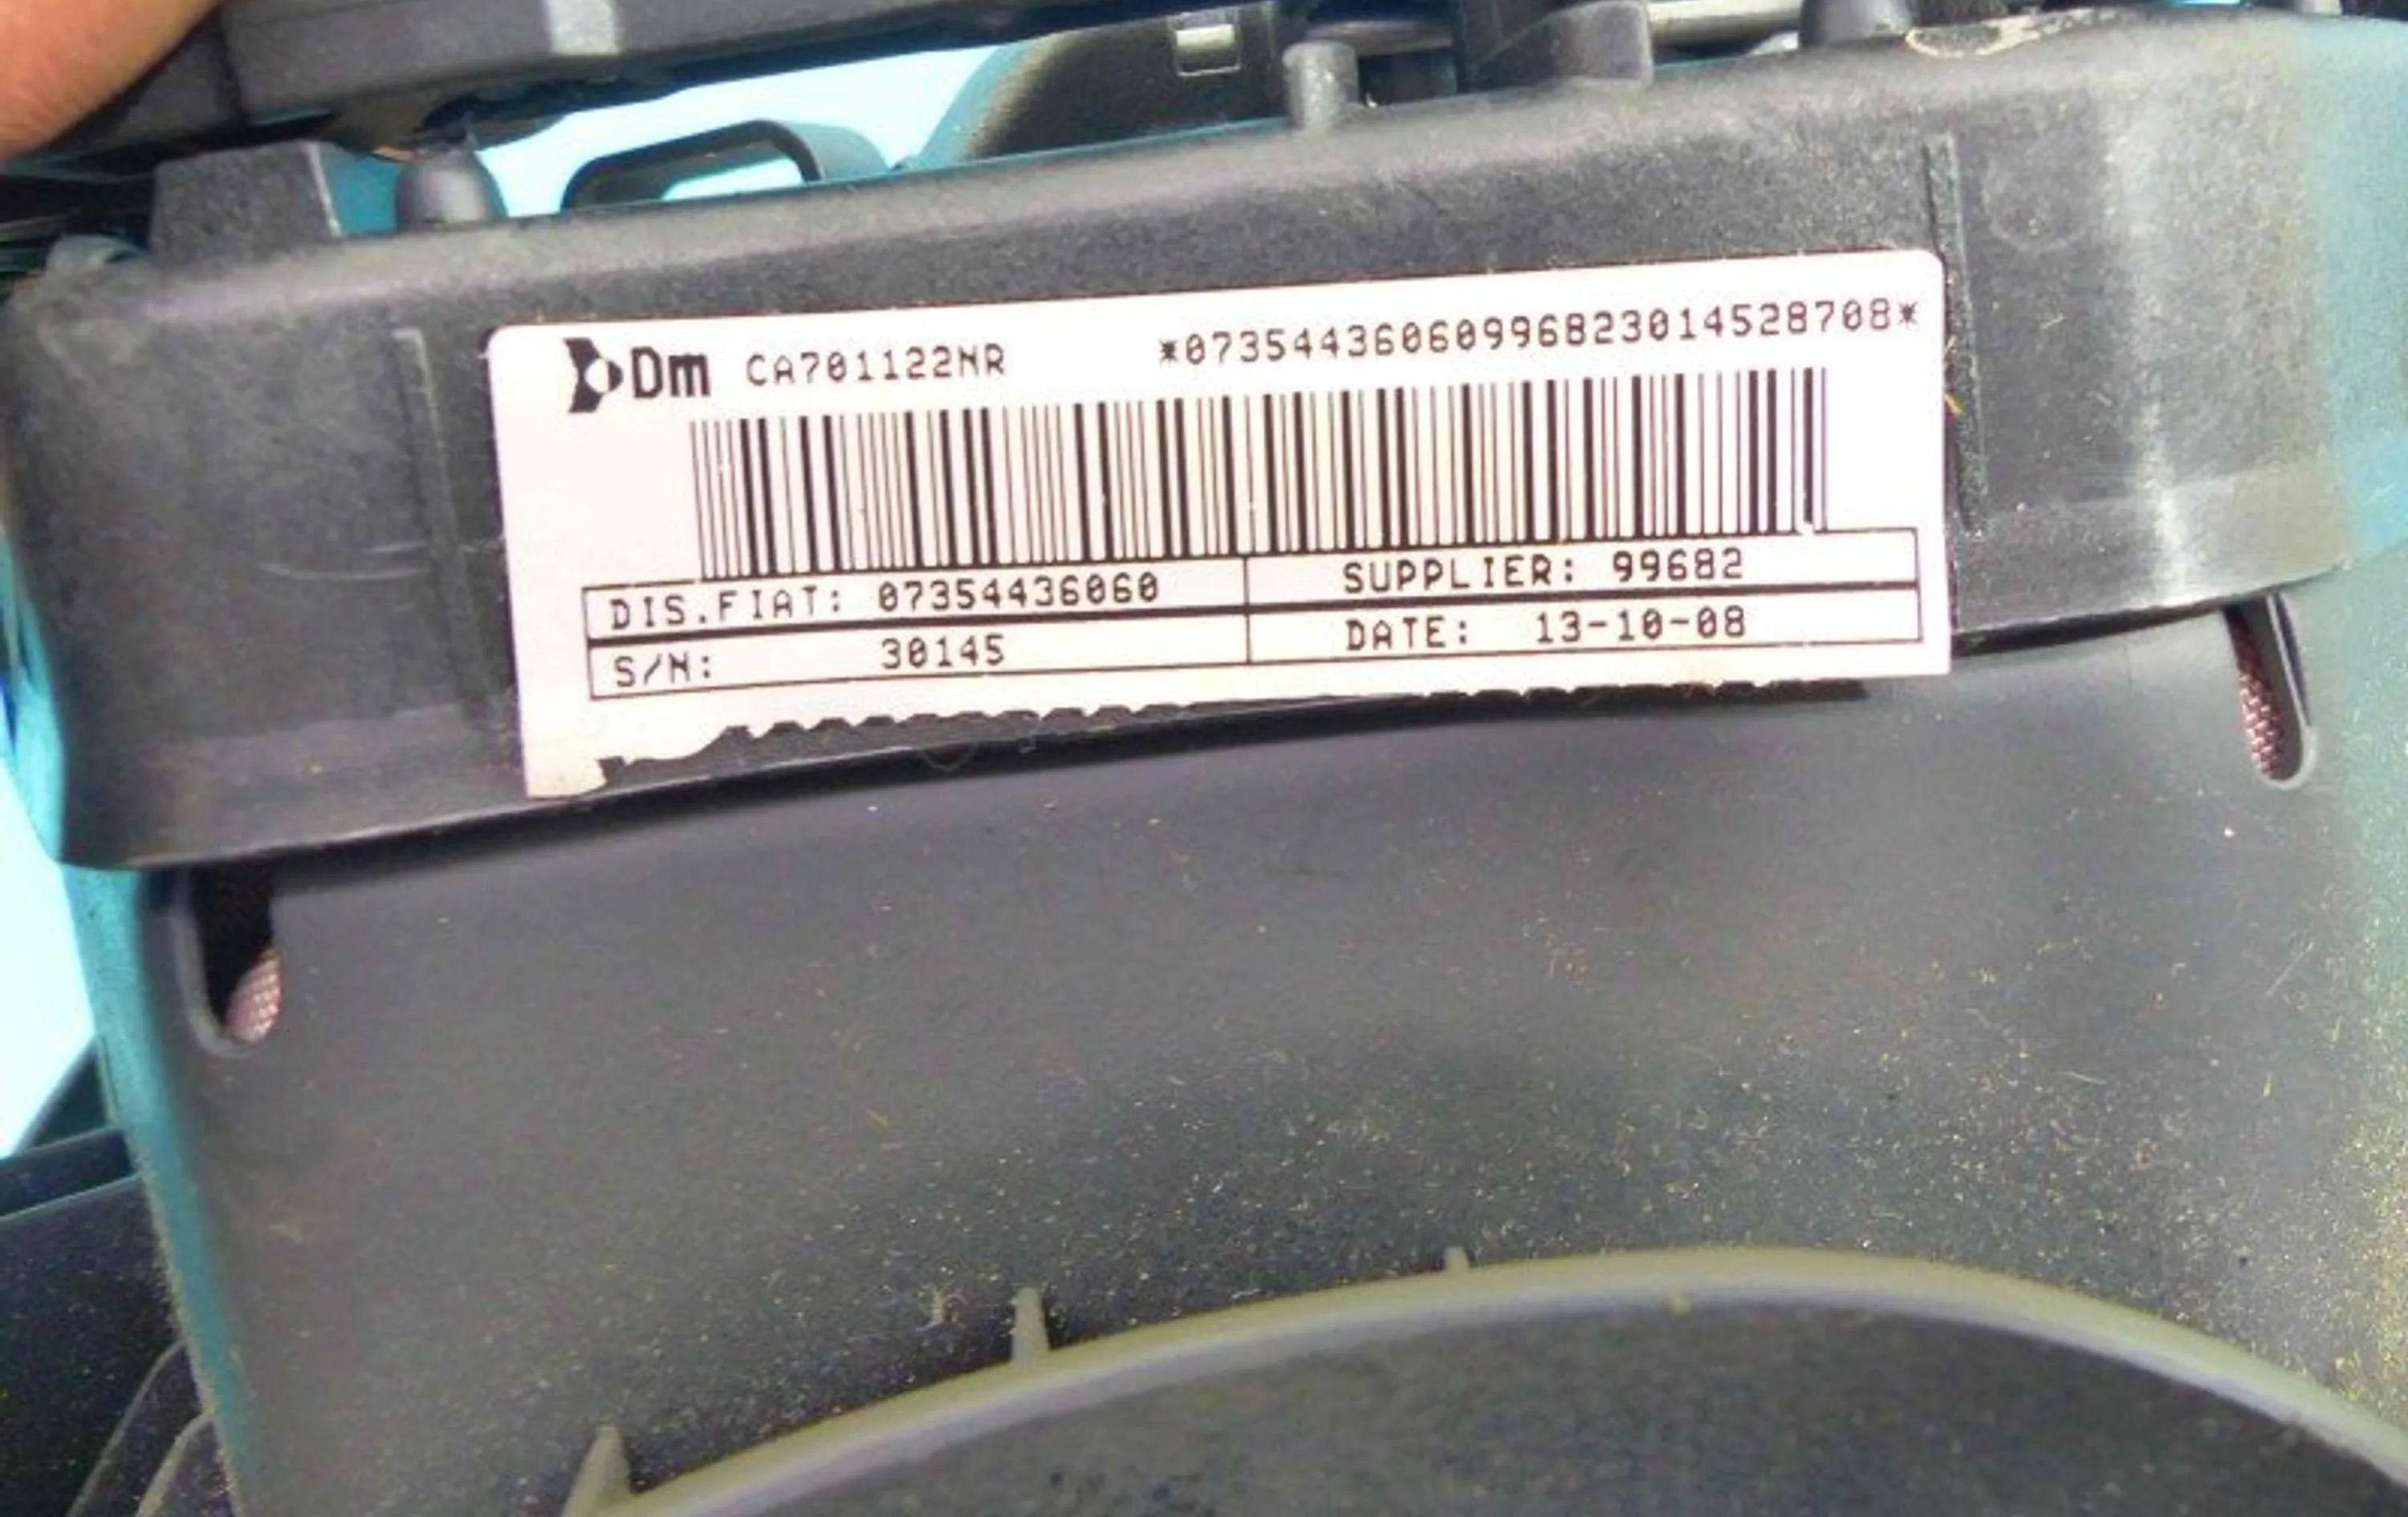 Dm CA701122NR *07354436060996823014528708*
DIS.FIAT: 07354436060 SUPPLIER: 99682
S/N: 30145 DATE: 13-10-08